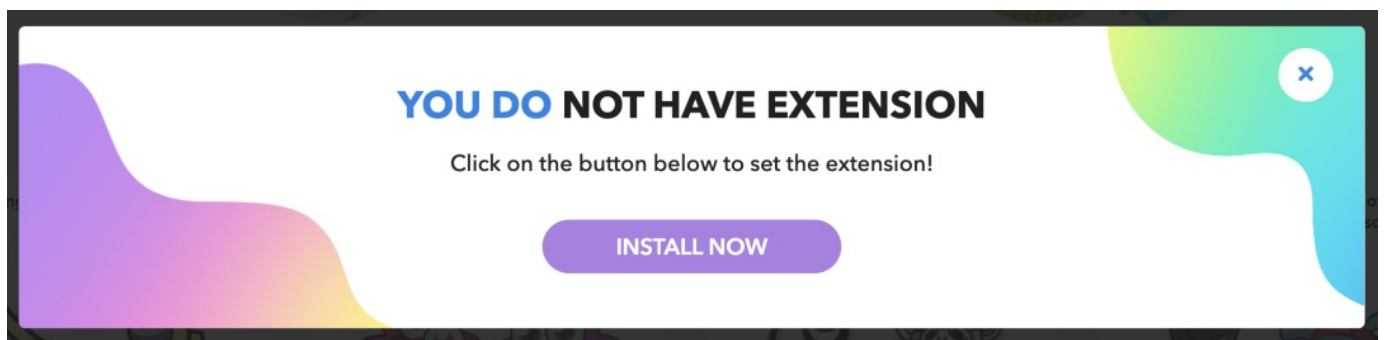 YOU DO NOT HAVE EXTENSION
Click on the button below to set the extension!
INSTALL NOW